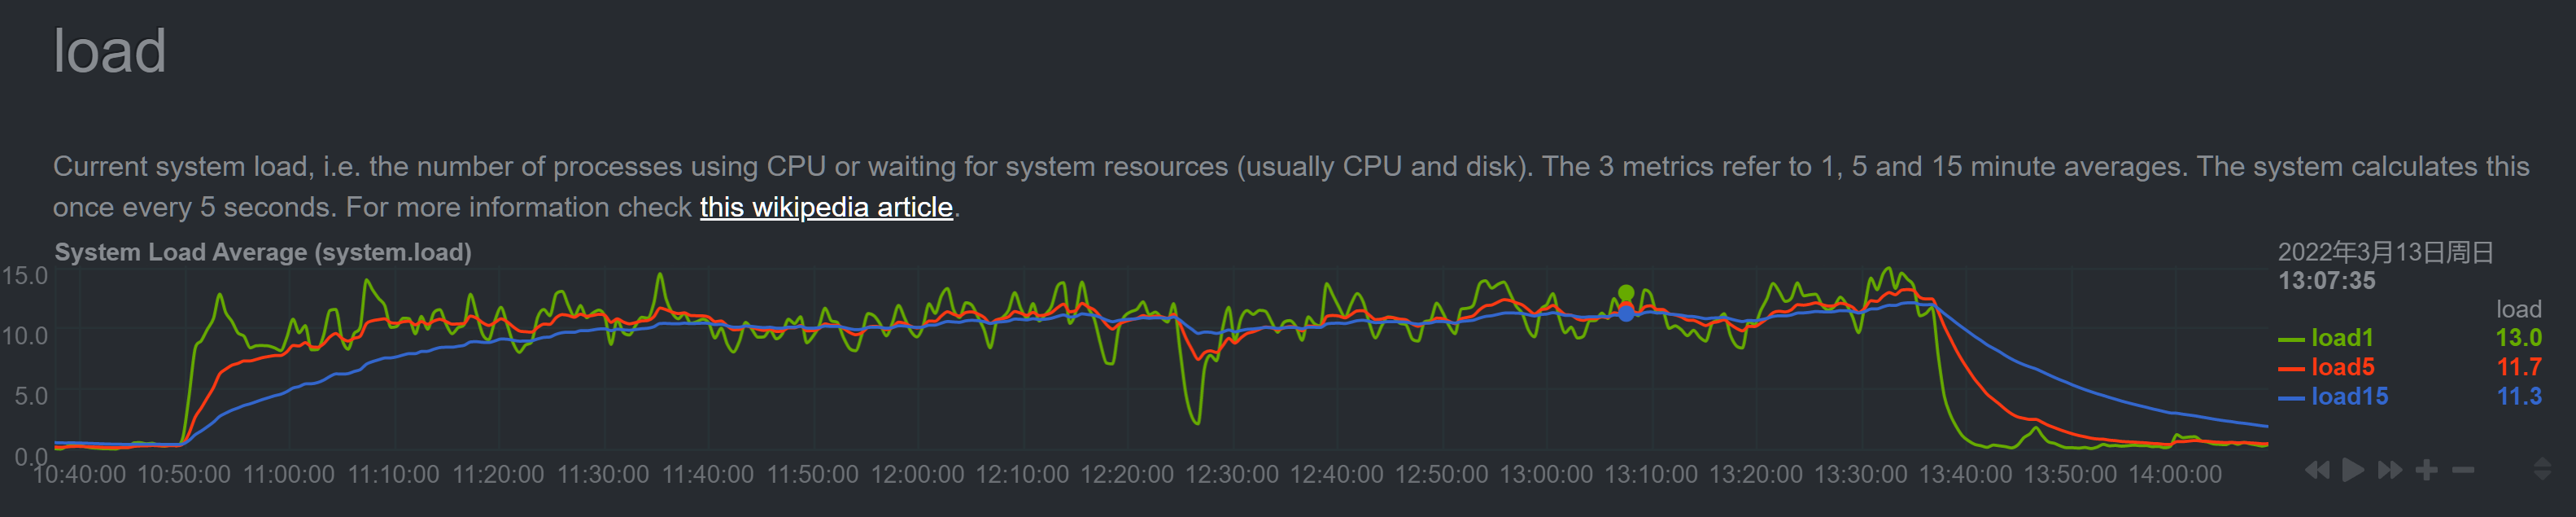 load
Current system load, i.e. the number of processes using CPU or waiting for system resources (usually CPU and disk). The 3 metrics refer to 1, 5 and 15 minute averages. The system calculates this
once every 5 seconds. For more information check this wikipedia article.
System Load Average (system.load)
2022年3月13日周日
13:07:35
load
load1 13.0
load5 11.7
load15 11.3
15.0
10.0
5.0
0.0
10:40:00 10:50:00 11:00:00 11:10:00 11:20:00 11:30:00 11:40:00 11:50:00 12:00:00 12:10:00 12:20:00 12:30:00 12:40:00 12:50:00 13:00:00 13:10:00 13:20:00 13:30:00 13:40:00 13:50:00 14:00:00